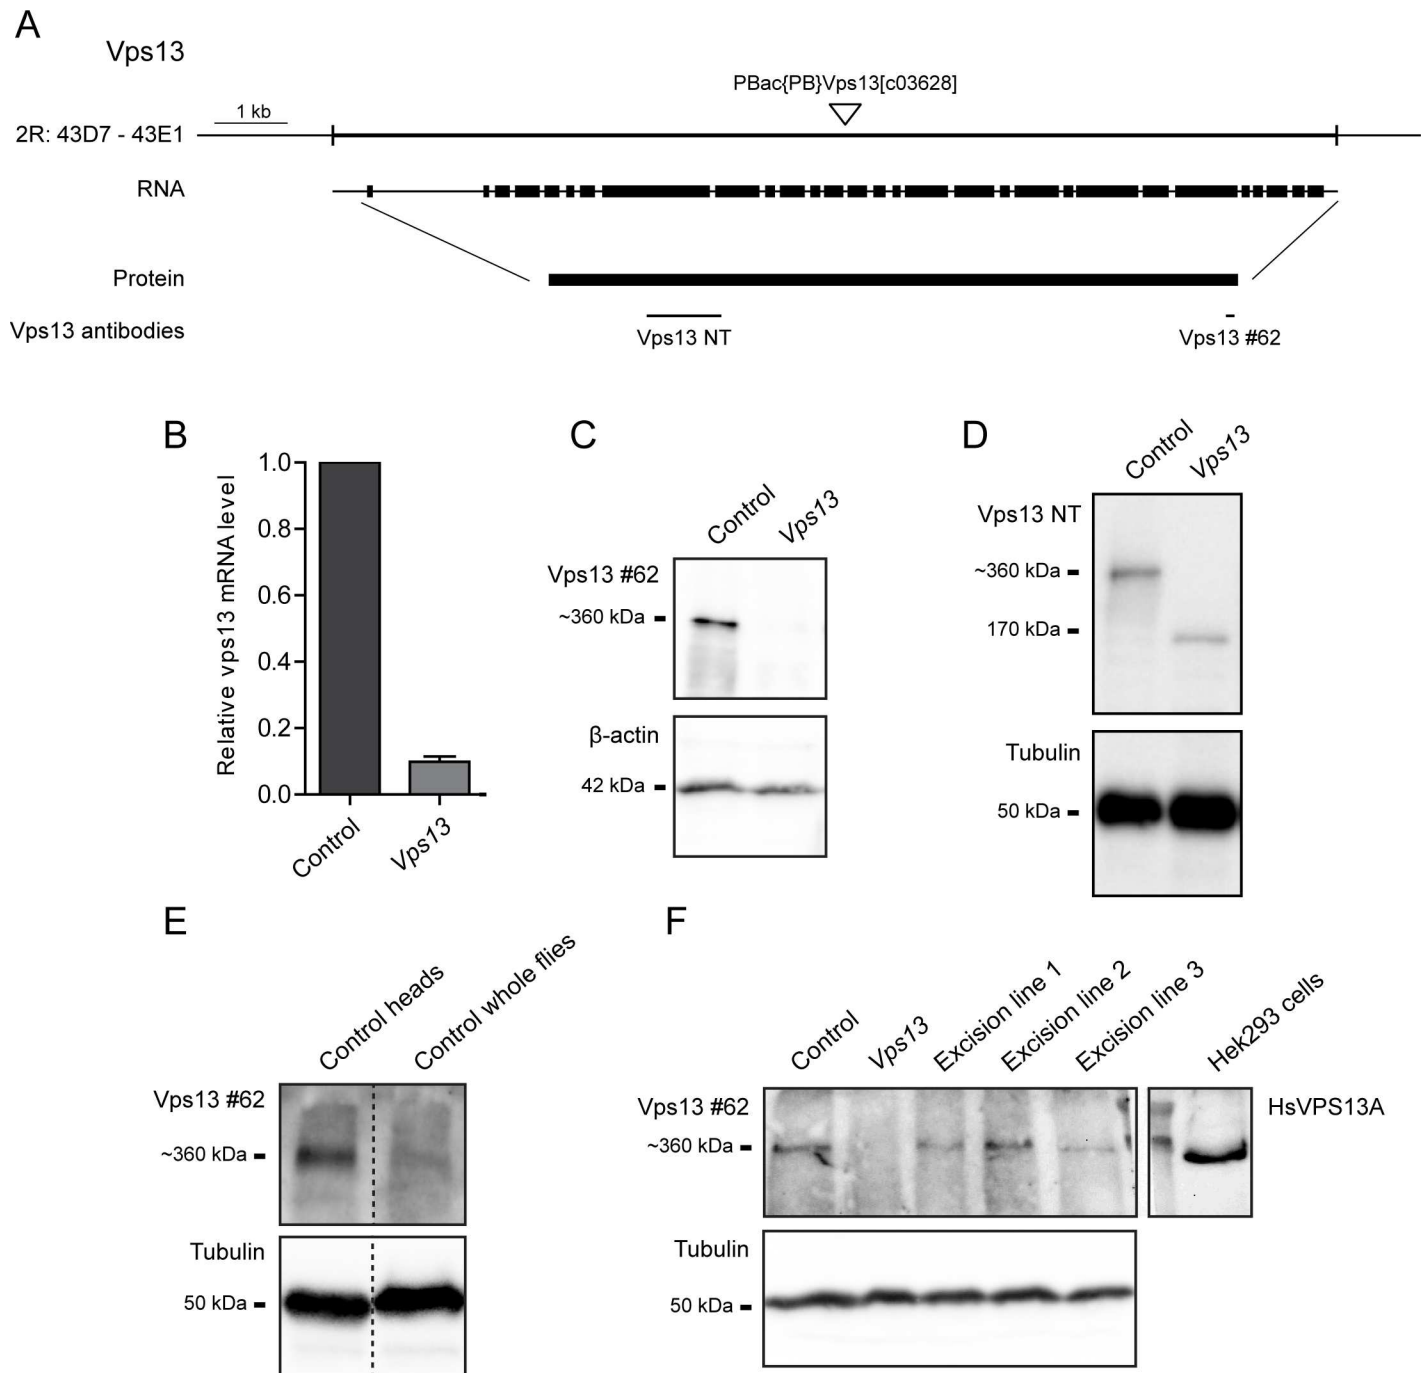 A
Vps13
PBac{PB}Vps13[c03628]
1 kb
2R: 43D7 - 43E1
RNA
Protein
Vps13 antibodies
Vps13 NT
Vps13 #62
B
Relative vps13 mRNA level
1.0
0.8
0.6
0.4
0.2
0.0
Control
Vps13
C
Control
Vps13
Vps13 #62
~360 kDa
β-actin
42 kDa
D
Control
Vps13
Vps13 NT
~360 kDa
170 kDa
Tubulin
50 kDa
E
Control heads
Control whole flies
Vps13 #62
~360 kDa
Tubulin
50 kDa
F
Control
Vps13
Excision line 1
Excision line 2
Excision line 3
Hek293 cells
Vps13 #62
HsVPS13A
~360 kDa
Tubulin
50 kDa